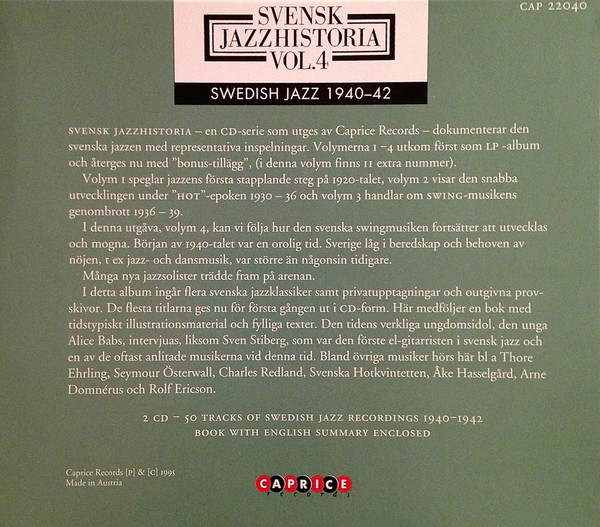 CAP 22040
SVENSK
JAZZHISTORIA
VOL.4
SWEDISH JAZZ 1940–42
SVENSK JAZZHISTORIA – en CD-serie som utges av Caprice Records – dokumenterar den
svenska jazzen med representativa inspelningar. Volymerna 1 –4 utkom först som LP -album
och återges nu med ”bonus-tillägg”, (i denna volym finns 11 extra nummer).
Volym 1 speglar jazzens första stapplande steg på 1920-talet, volym 2 visar den snabba
utvecklingen under ”HOT”-epoken 1930 – 36 och volym 3 handlar om SWING-musikens
genombrott 1936 – 39.
I denna utgåva, volym 4, kan vi följa hur den svenska swingmusiken fortsätter att utvecklas
och mogna. Början av 1940-talet var en orolig tid. Sverige låg i beredskap och behoven av
nöjen, t ex jazz- och dansmusik, var större än någonsin tidigare.
Många nya jazzsolister trädde fram på arenan.
I detta album ingår flera svenska jazzklassiker samt privatupptagningar och outgivna prov-
skivor. De flesta titlarna ges nu för första gången ut i CD-form. Här medföljer en bok med
tidstypiskt illustrationsmaterial och fylliga texter. Den tidens verkliga ungdomsidol, den unga
Alice Babs, intervjuas, liksom Sven Stiberg, som var den förste el-gitarristen i svensk jazz och
en av de oftast anlitade musikerna vid denna tid. Bland övriga musiker hörs här bl a Thore
Ehrling, Seymour Österwall, Charles Redland, Svenska Hotkvintetten, Åke Hasselgård, Arne
Domnérus och Rolf Ericson.
2 CD – 50 TRACKS OF SWEDISH JAZZ RECORDINGS 1940–1942
BOOK WITH ENGLISH SUMMARY ENCLOSED
Caprice Records [P] & [C] 1995
Made in Austria
CAPRICE
records